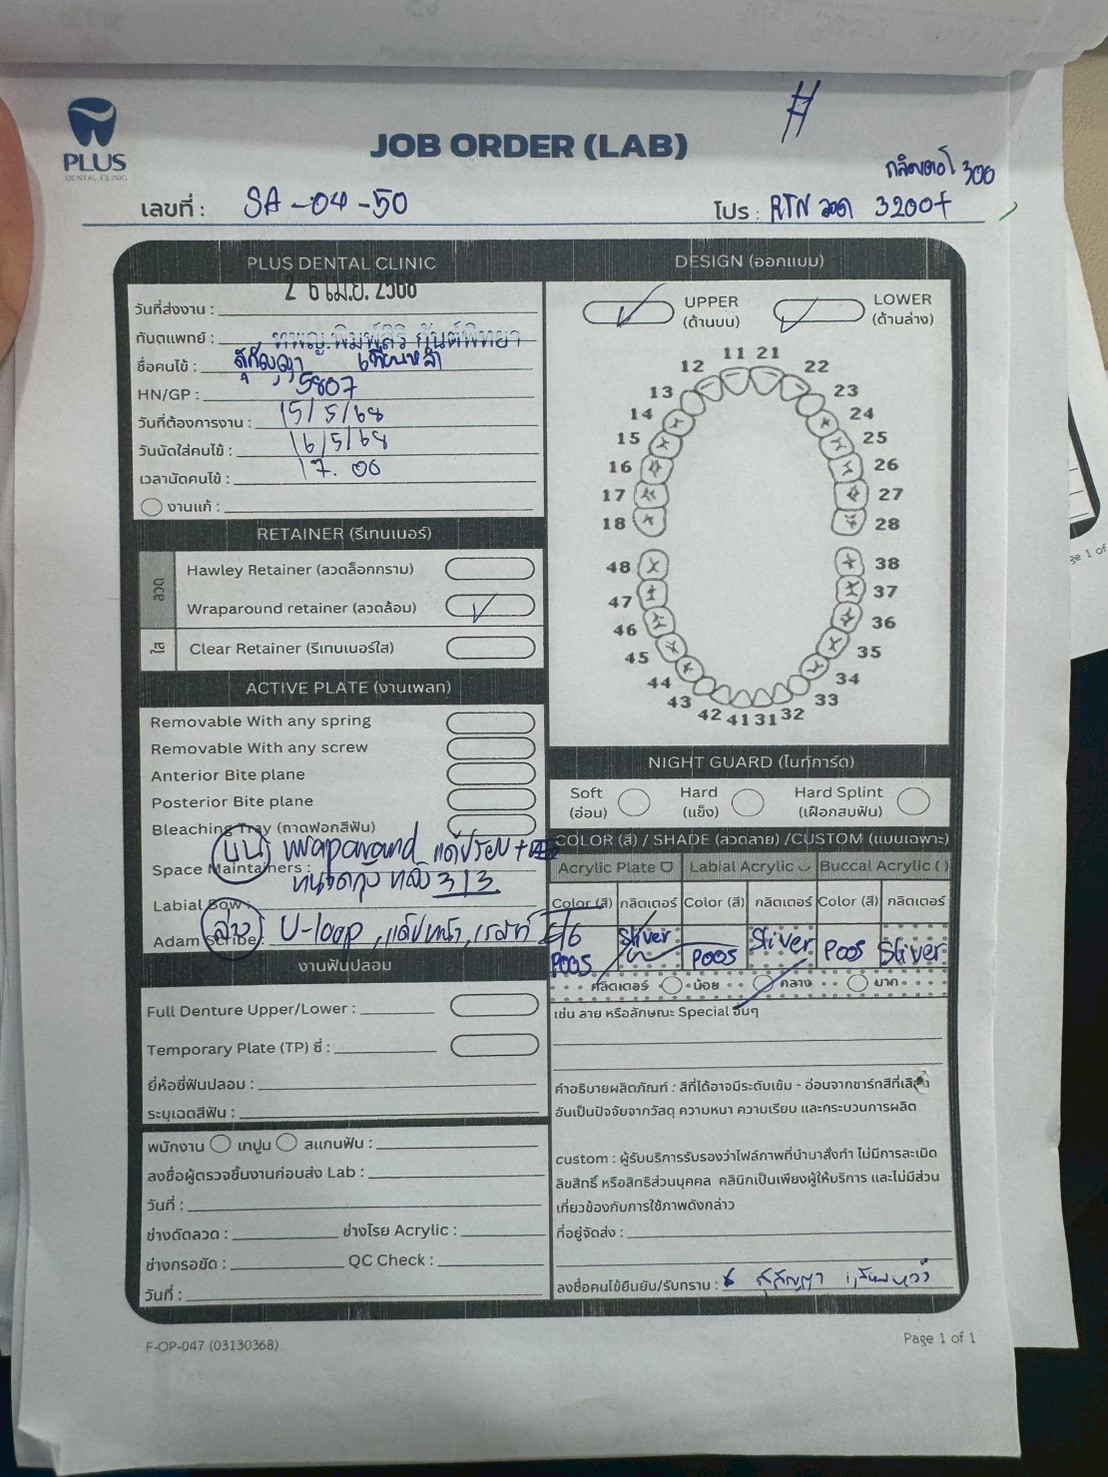 PLUS
DENTAL CLINIC
JOB ORDER (LAB)
กลิตเตอร์ 300
เลขที่ : SA-04-50
โปร : RTN ลวด 3200+
PLUS DENTAL CLINIC
วันที่ส่งงาน : 26 เม.ย. 2568
ทันตแพทย์ : ทพญ.พิมพ์สิริ กันต์พิทยา
ชื่อคนไข้ :
HN/GP : 5807
วันที่ต้องการงาน : 15/5/68
วันนัดใส่คนไข้ : 16/5/68
เวลานัดคนไข้ : 17.00
งานแก้ :
RETAINER (รีเทนเนอร์)
ลวด
Hawley Retainer (ลวดล็อกกราม)
Wraparound retainer (ลวดล้อม)
ใส
Clear Retainer (รีเทนเนอร์ใส)
ACTIVE PLATE (งานเพลท)
Removable With any spring
Removable With any screw
Anterior Bite plane
Posterior Bite plane
Bleaching Tray (ถาดฟอกสีฟัน)
บน wraparound
Space Maintainers :
3|3
Labial Bow :
ล่าง U-loop
Adam Scribe : 6/6
งานฟันปลอม
Full Denture Upper/Lower :
Temporary Plate (TP) ซี่ :
ยี่ห้อซี่ฟันปลอม :
ระบุเฉดสีฟัน :
พนักงาน เทปูน สแกนฟัน :
ลงชื่อผู้ตรวจชิ้นงานก่อนส่ง Lab :
วันที่ :
ช่างดัดลวด : ช่างโรย Acrylic :
ช่างกรอขัด : QC Check :
วันที่ :
DESIGN (ออกแบบ)
UPPER (ด้านบน)
LOWER (ด้านล่าง)
11 21
12 22
13 23
14 24
15 25
16 26
17 27
18 28
48 38
47 37
46 36
45 35
44 34
43 33
42 41 31 32
NIGHT GUARD (ไนท์การ์ด)
Soft (อ่อน)
Hard (แข็ง)
Hard Splint (เฝือกสบฟัน)
COLOR (สี) / SHADE (ลวดลาย) /CUSTOM (แบบเฉพาะ)
Acrylic Plate Labial Acrylic Buccal Acrylic ( )
Color (สี) กลิตเตอร์ Color (สี) กลิตเตอร์ Color (สี) กลิตเตอร์
P005 Sliver P005 Sliver P005 Sliver
กลิตเตอร์ น้อย กลาง มาก
เช่น ลาย หรือลักษณะ Special อื่นๆ
คำอธิบายผลิตภัณฑ์ : สีที่ได้อาจมีระดับเข้ม - อ่อนจากชาร์ทสีที่เลือก
อันเป็นปัจจัยจากวัสดุ ความหนา ความเรียบ และกระบวนการผลิต
custom : ผู้รับบริการรับรองว่าไฟล์ภาพที่นำมาสั่งทำ ไม่มีการละเมิด
ลิขสิทธิ์ หรือสิทธิส่วนบุคคล คลินิกเป็นเพียงผู้ให้บริการ และไม่มีส่วน
เกี่ยวข้องกับการใช้ภาพดังกล่าว
ที่อยู่จัดส่ง :
ลงชื่อคนไข้ยืนยัน/รับทราบ :
F-OP-047 (03130368)
Page 1 of 1